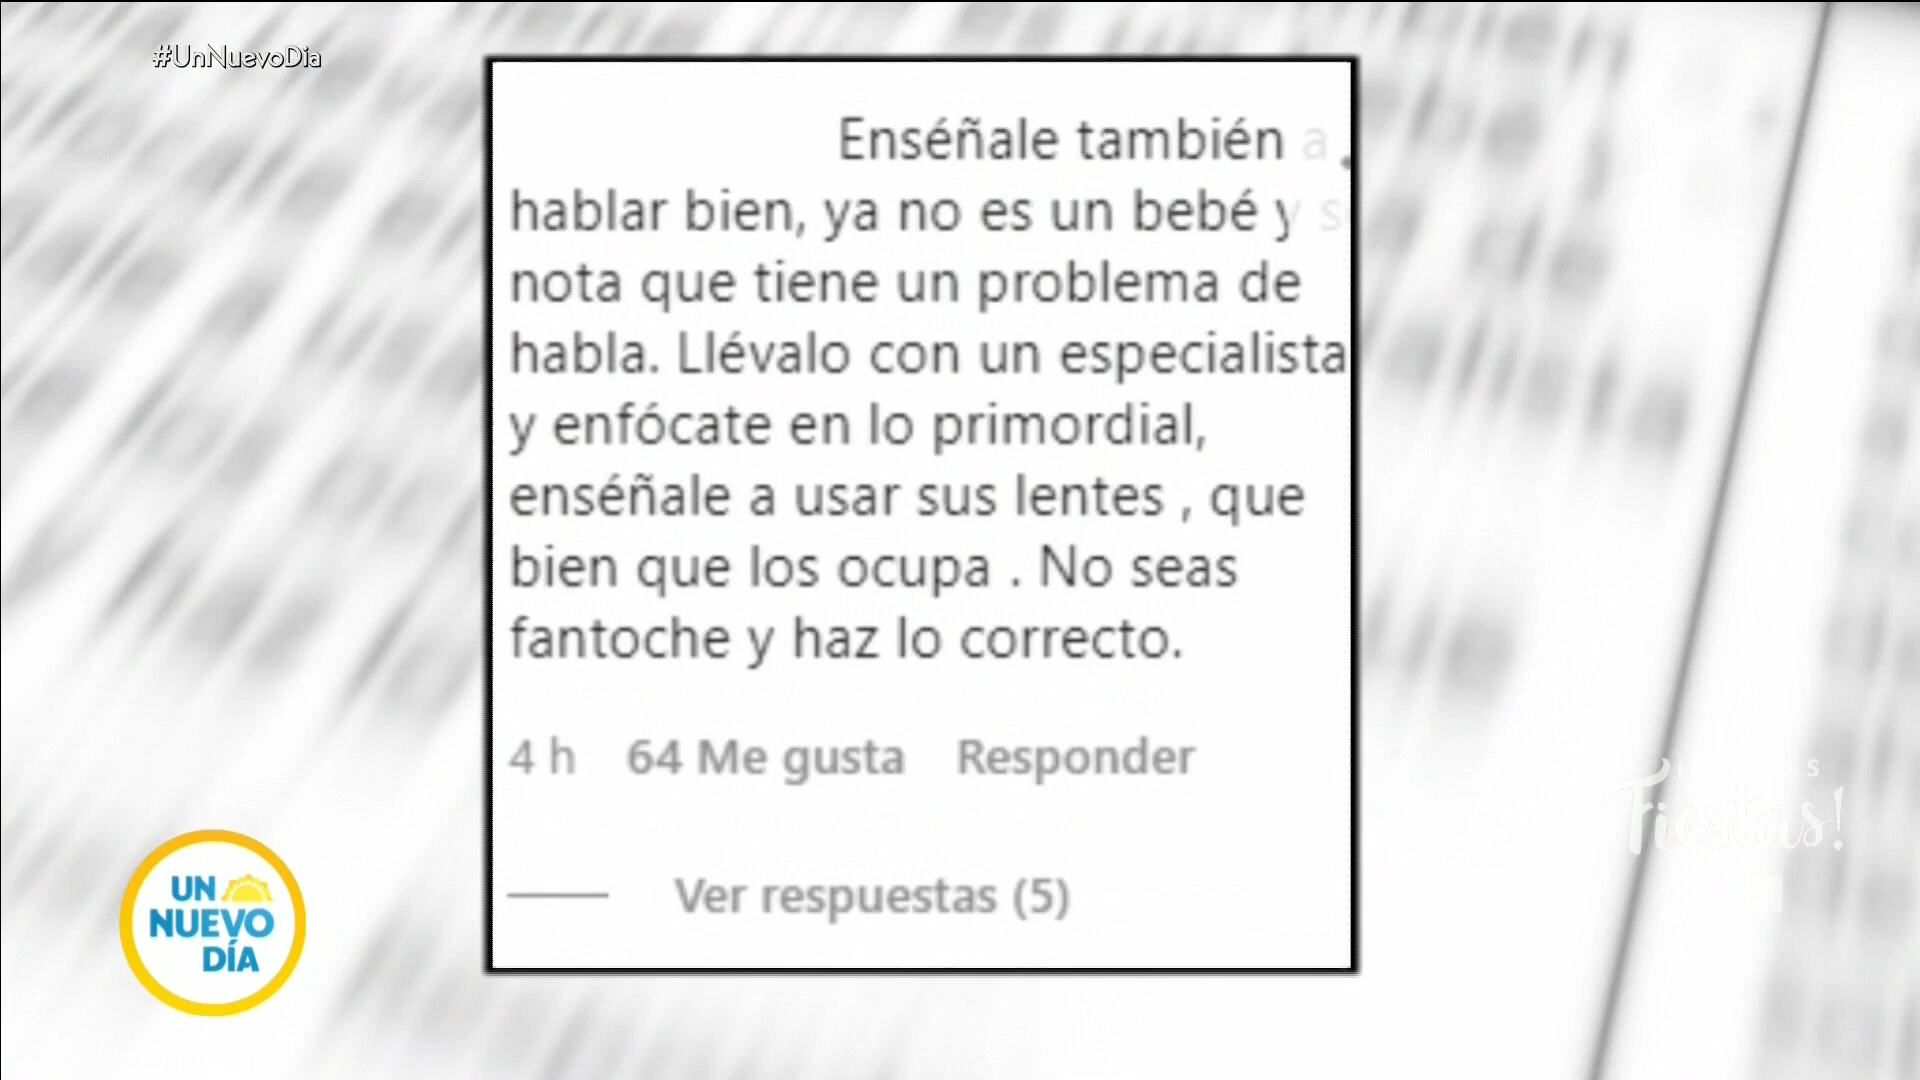 #UnNuevoDia
Enséñale también a
hablar bien, ya no es un bebé y s
nota que tiene un problema de
habla. Llévalo con un especialista
y enfócate en lo primordial,
enséñale a usar sus lentes , que
bien que los ocupa . No seas
fantoche y haz lo correcto.
4 h 64 Me gusta Responder
Ver respuestas (5)
UN
NUEVO
DÍA
Fiestas!